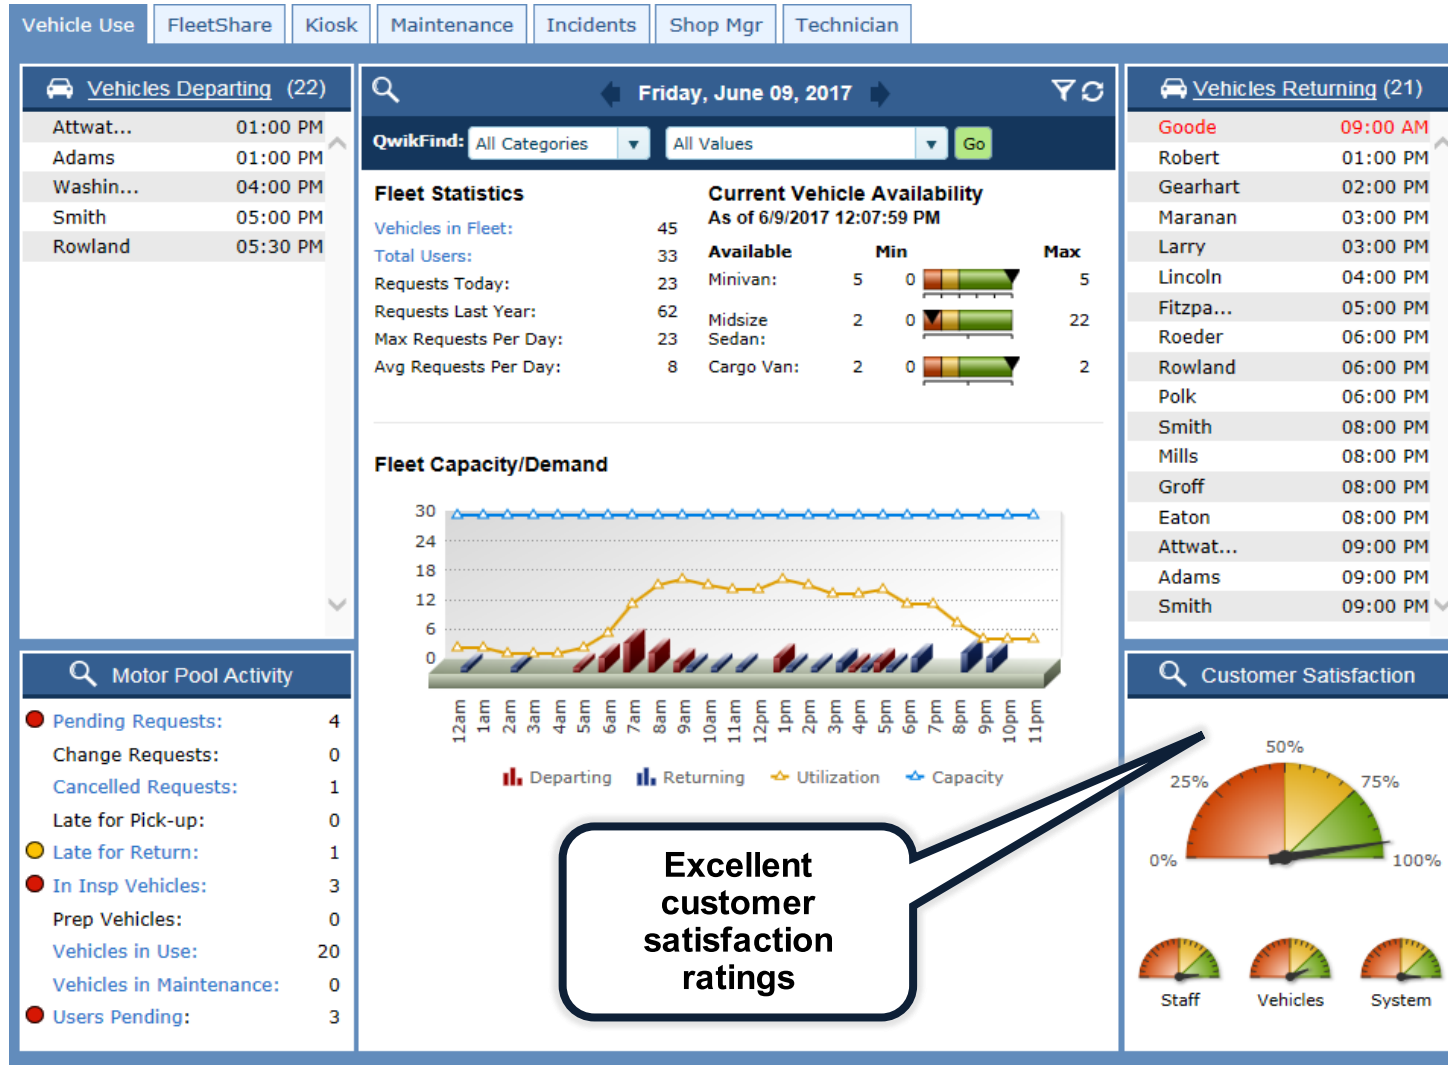 Vehicle Use FleetShare Kiosk Maintenance Incidents Shop Mgr Technician
Vehicles Departing (22)
Attwat... 01:00 PM
Adams 01:00 PM
Washin... 04:00 PM
Smith 05:00 PM
Rowland 05:30 PM
Friday, June 09, 2017
QwikFind: All Categories All Values Go
Fleet Statistics
Vehicles in Fleet: 45
Total Users: 33
Requests Today: 23
Requests Last Year: 62
Max Requests Per Day: 23
Avg Requests Per Day: 8
Current Vehicle Availability
As of 6/9/2017 12:07:59 PM
Available Min Max
Minivan: 5 0 5
Midsize 2 0 22
Sedan:
Cargo Van: 2 0 2
Fleet Capacity/Demand
30
24
18
12
6
0
12am 1am 2am 3am 4am 5am 6am 7am 8am 9am 10am 11am 12pm 1pm 2pm 3pm 4pm 5pm 6pm 7pm 8pm 9pm 10pm 11pm
Departing Returning Utilization Capacity
Vehicles Returning (21)
Goode 09:00 AM
Robert 01:00 PM
Gearhart 02:00 PM
Maranan 03:00 PM
Larry 03:00 PM
Lincoln 04:00 PM
Fitzpa... 05:00 PM
Roeder 06:00 PM
Rowland 06:00 PM
Polk 06:00 PM
Smith 08:00 PM
Mills 08:00 PM
Groff 08:00 PM
Eaton 08:00 PM
Attwat... 09:00 PM
Adams 09:00 PM
Smith 09:00 PM
Motor Pool Activity
Pending Requests: 4
Change Requests: 0
Cancelled Requests: 1
Late for Pick-up: 0
Late for Return: 1
In Insp Vehicles: 3
Prep Vehicles: 0
Vehicles in Use: 20
Vehicles in Maintenance: 0
Users Pending: 3
Excellent
customer
satisfaction
ratings
Customer Satisfaction
50%
25% 75%
0% 100%
Staff Vehicles System